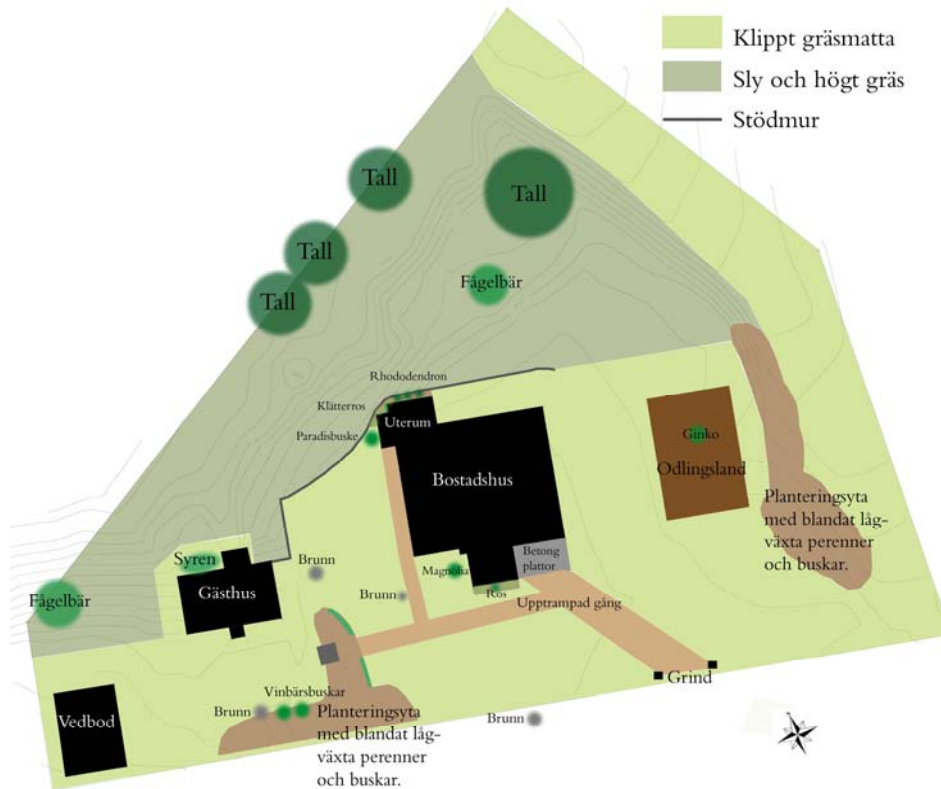 Klippt gräsmatta
Sly och högt gräs
Stödmur
Tall
Tall
Tall
Tall
Fågelbär
Rhododendron
Klätterros
Uterum
Paradisbuske
Ginko
Odlingsland
Bostadshus
Planteringsyta
med blandat låg-
växta perenner
och buskar.
Syren
Brunn
Betong
plattor
Magnolia
Gästhus
Fågelbär
Brunn
Ros
Upptrampad gång
Grind
Vinbärsbuskar
Brunn
Planteringsyta
med blandat låg-
växta perenner
och buskar.
Brunn
Vedbod